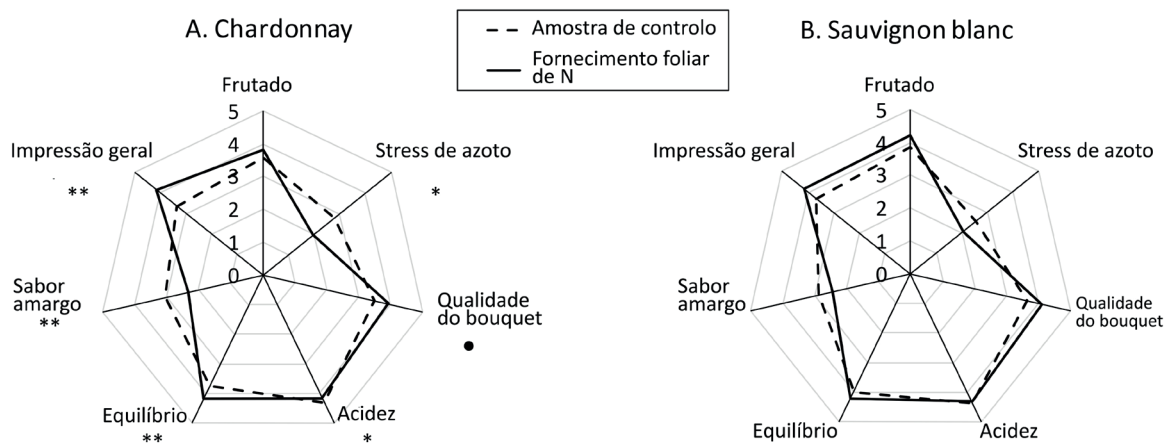 A. Chardonnay
Amostra de controlo
Fornecimento foliar
de N
B. Sauvignon blanc
Frutado
5
4
3
2
1
0
Impressão geral
**
Stress de azoto
*
Sabor
amargo
**
Qualidade
do bouquet
•
Equilíbrio
**
Acidez
*
Frutado
5
4
3
2
1
0
Impressão geral
Stress de azoto
Sabor
amargo
Qualidade
do bouquet
Equilíbrio
Acidez